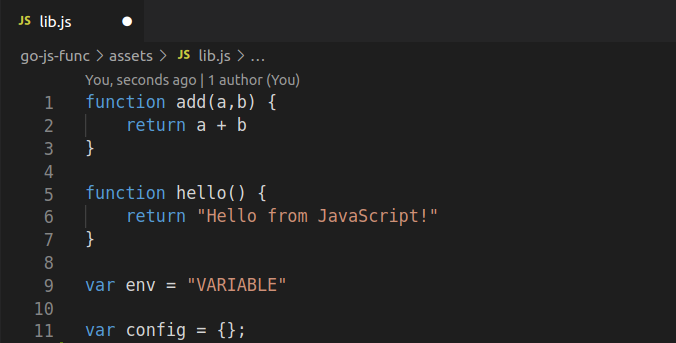 JS lib.js ●
go-js-func > assets > JS lib.js > ...
You, seconds ago | 1 author (You)
1 function add(a,b) {
2     return a + b
3 }
4
5 function hello() {
6     return "Hello from JavaScript!"
7 }
8
9 var env = "VARIABLE"
10
11 var config = {};